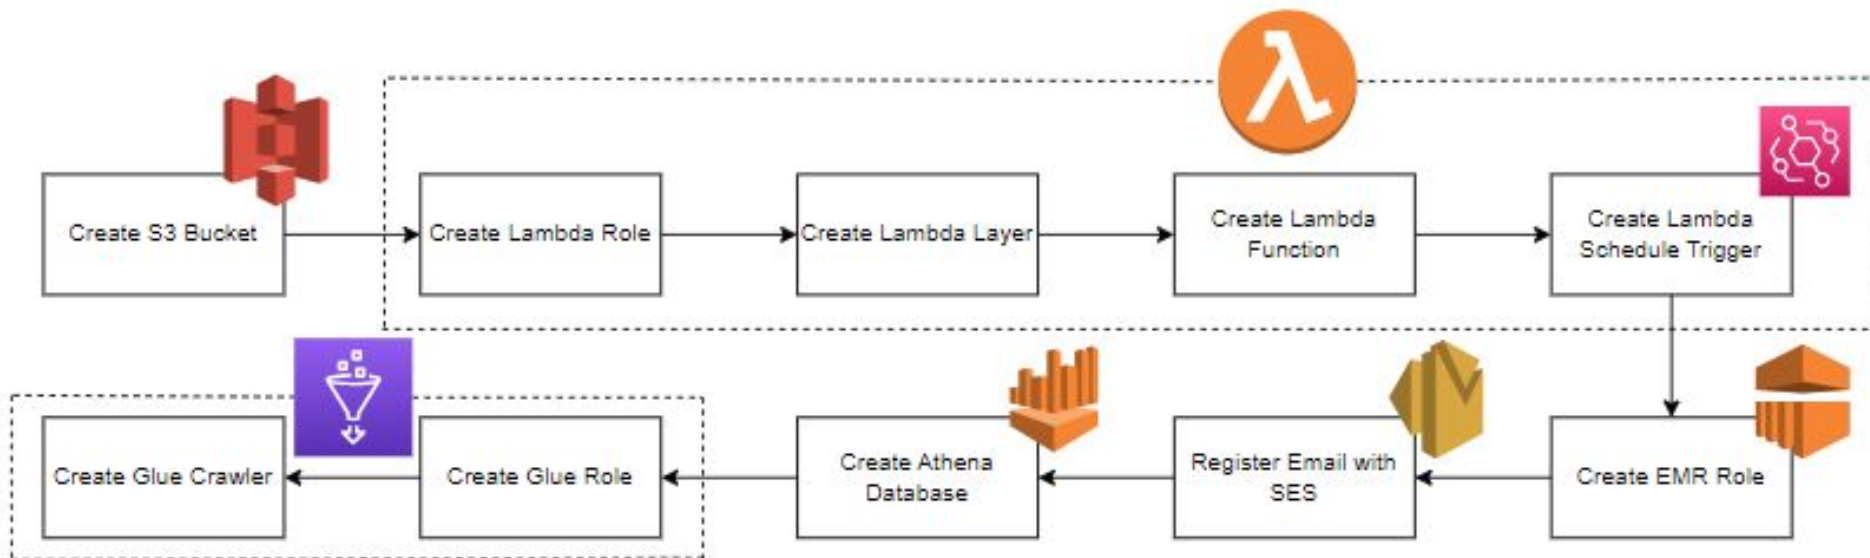 Create S3 Bucket
Create Lambda Role
Create Lambda Layer
Create Lambda
Function
Create Lambda
Schedule Trigger
Create Glue Crawler
Create Glue Role
Create Athena
Database
Register Email with
SES
Create EMR Role